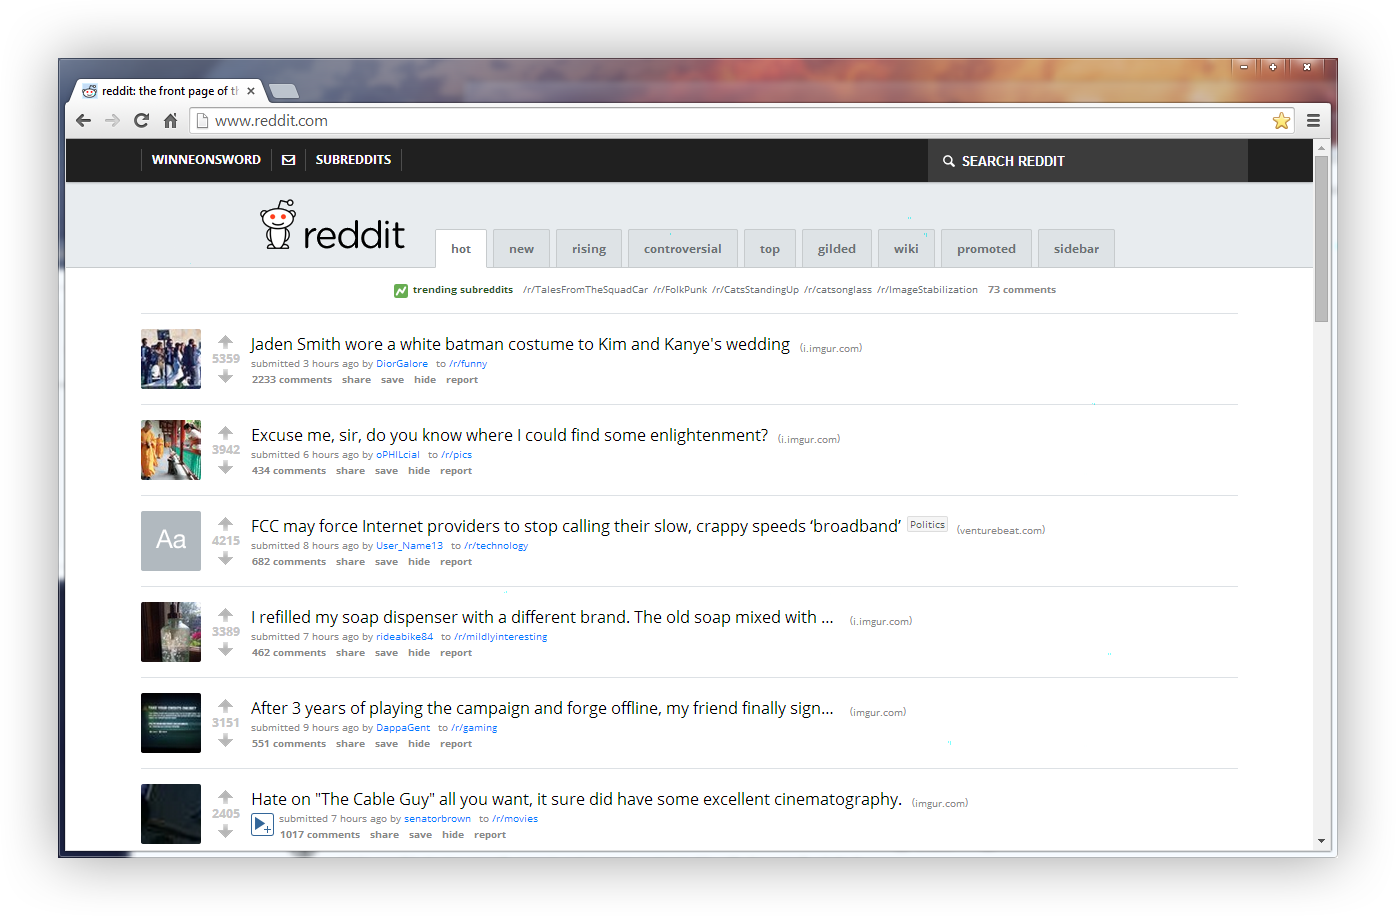 reddit: the front page of th
www.reddit.com
WINNEONSWORD SUBREDDITS SEARCH REDDIT
reddit hot new rising controversial top gilded wiki promoted sidebar
trending subreddits /r/TalesFromTheSquadCar /r/FolkPunk /r/CatsStandingUp /r/catsonglass /r/ImageStabilization 73 comments
Jaden Smith wore a white batman costume to Kim and Kanye's wedding (i.imgur.com)
5359
submitted 3 hours ago by DiorGalore to /r/funny
2233 comments share save hide report
Excuse me, sir, do you know where I could find some enlightenment? (i.imgur.com)
3942
submitted 6 hours ago by oPHILcial to /r/pics
434 comments share save hide report
Aa
FCC may force Internet providers to stop calling their slow, crappy speeds ‘broadband’ Politics (venturebeat.com)
4215
submitted 8 hours ago by User_Name13 to /r/technology
682 comments share save hide report
I refilled my soap dispenser with a different brand. The old soap mixed with ... (i.imgur.com)
3389
submitted 7 hours ago by rideabike84 to /r/mildlyinteresting
462 comments share save hide report
After 3 years of playing the campaign and forge offline, my friend finally sign... (imgur.com)
3151
submitted 9 hours ago by DappaGent to /r/gaming
551 comments share save hide report
Hate on "The Cable Guy" all you want, it sure did have some excellent cinematography. (imgur.com)
2405
submitted 7 hours ago by senatorbrown to /r/movies
1017 comments share save hide report